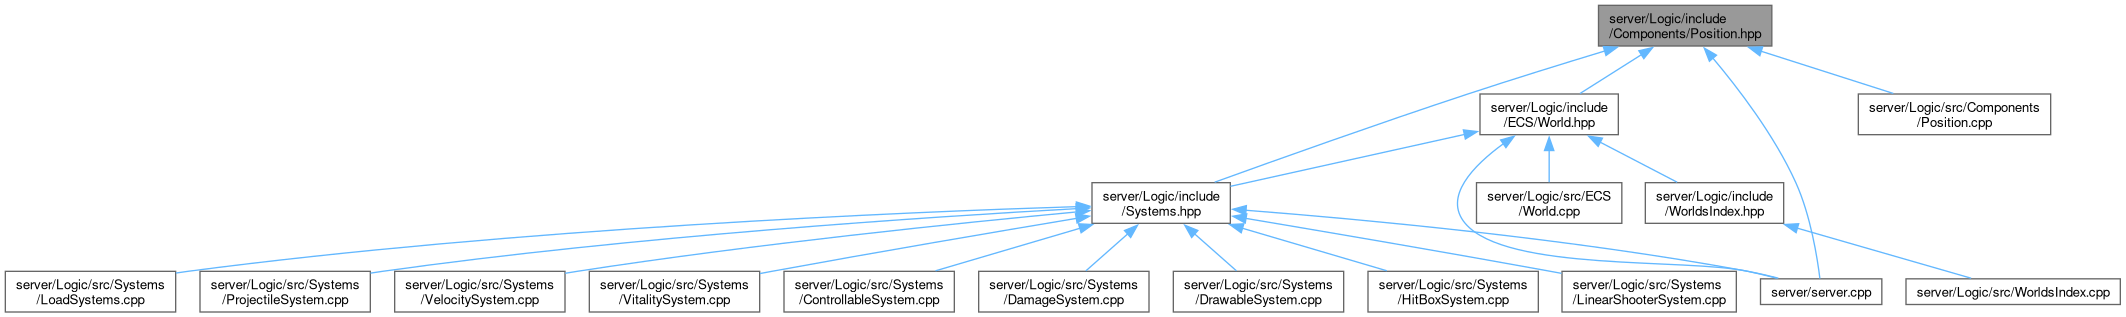 server/Logic/include
/Components/Position.hpp
server/Logic/include
/ECS/World.hpp
server/Logic/src/Components
/Position.cpp
server/Logic/include
/Systems.hpp
server/Logic/src/ECS
/World.cpp
server/Logic/include
/WorldsIndex.hpp
server/Logic/src/Systems
/LoadSystems.cpp
server/Logic/src/Systems
/ProjectileSystem.cpp
server/Logic/src/Systems
/VelocitySystem.cpp
server/Logic/src/Systems
/VitalitySystem.cpp
server/Logic/src/Systems
/ControllableSystem.cpp
server/Logic/src/Systems
/DamageSystem.cpp
server/Logic/src/Systems
/DrawableSystem.cpp
server/Logic/src/Systems
/HitBoxSystem.cpp
server/Logic/src/Systems
/LinearShooterSystem.cpp
server/server.cpp
server/Logic/src/WorldsIndex.cpp